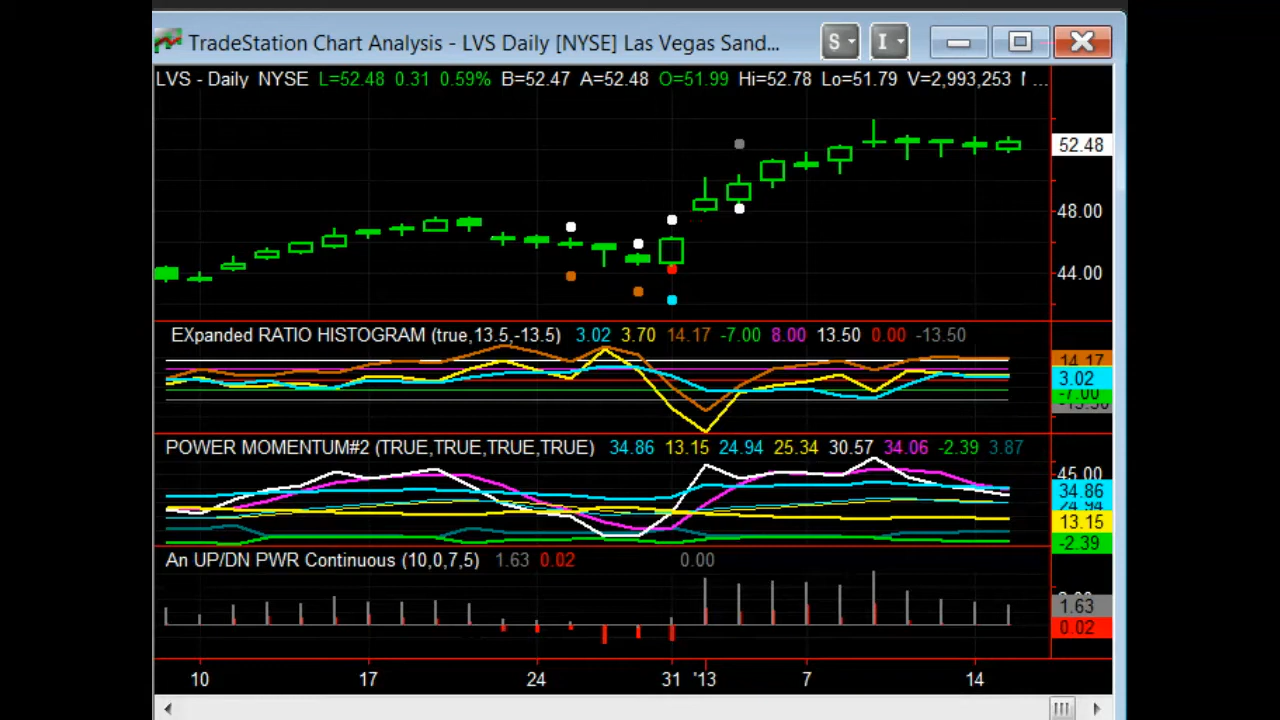 TradeStation Chart Analysis - LVS Daily [NYSE] Las Vegas Sand...
S
I
LVS - Daily NYSE L=52.48 0.31 0.59% B=52.47 A=52.48 O=51.99 Hi=52.78 Lo=51.79 V=2,993,253
52.48
48.00
44.00
EXpanded RATIO HISTOGRAM (true,13.5,-13.5) 3.02 3.70 14.17 -7.00 8.00 13.50 0.00 -13.50
14.17
3.02
-7.00
-13.50
POWER MOMENTUM#2 (TRUE,TRUE,TRUE,TRUE) 34.86 13.15 24.94 25.34 30.57 34.06 -2.39 3.87
45.00
34.86
24.94
13.15
-2.39
An UP/DN PWR Continuous (10,0,7,5) 1.63 0.02 0.00
1.63
0.02
10 17 24 31 '13 7 14